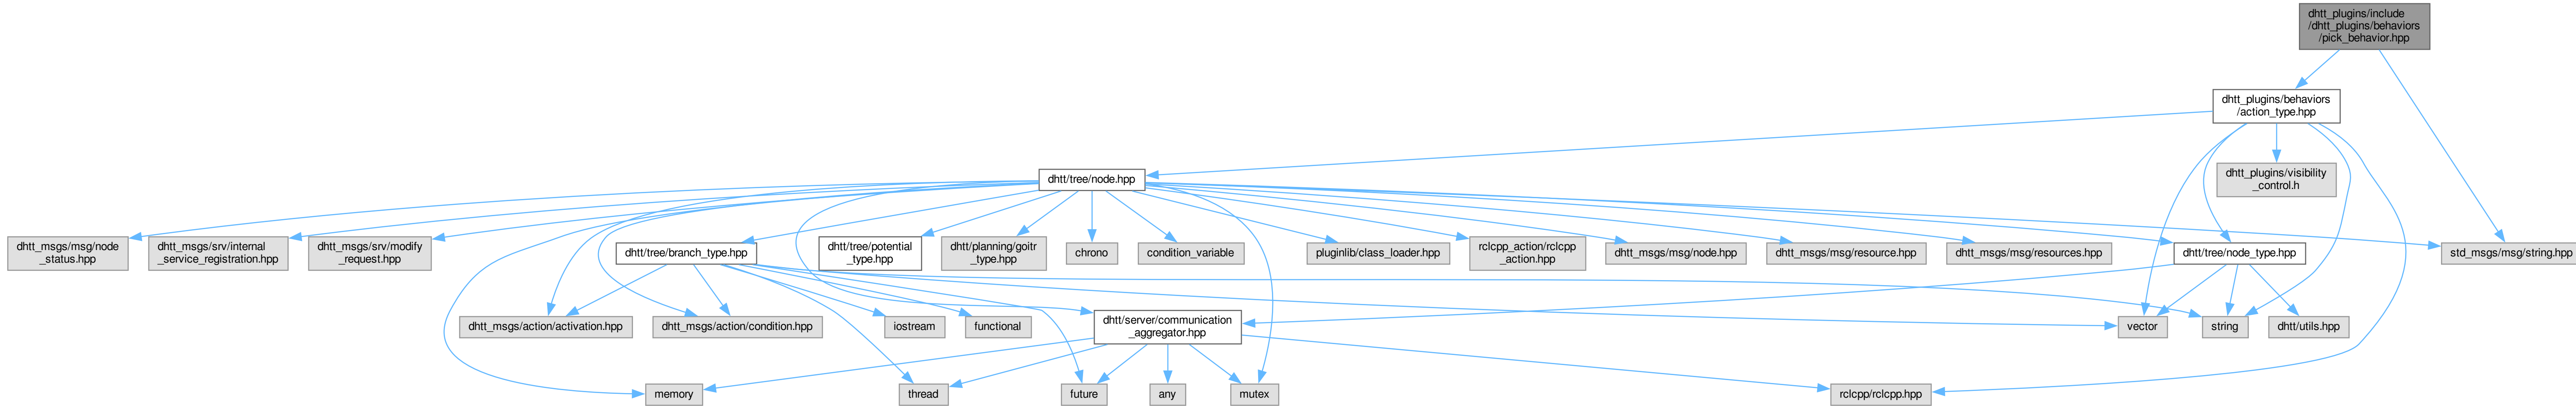 dhtt_plugins/include
/dhtt_plugins/behaviors
/pick_behavior.hpp
dhtt_plugins/behaviors
/action_type.hpp
dhtt/tree/node.hpp
dhtt_plugins/visibility
_control.h
dhtt_msgs/msg/node
_status.hpp
dhtt_msgs/srv/internal
_service_registration.hpp
dhtt_msgs/srv/modify
_request.hpp
dhtt/tree/branch_type.hpp
dhtt/tree/potential
_type.hpp
dhtt/planning/goitr
_type.hpp
chrono
condition_variable
pluginlib/class_loader.hpp
rclcpp_action/rclcpp
_action.hpp
dhtt_msgs/msg/node.hpp
dhtt_msgs/msg/resource.hpp
dhtt_msgs/msg/resources.hpp
dhtt/tree/node_type.hpp
std_msgs/msg/string.hpp
dhtt_msgs/action/activation.hpp
dhtt_msgs/action/condition.hpp
iostream
functional
dhtt/server/communication
_aggregator.hpp
vector
string
dhtt/utils.hpp
memory
thread
future
any
mutex
rclcpp/rclcpp.hpp